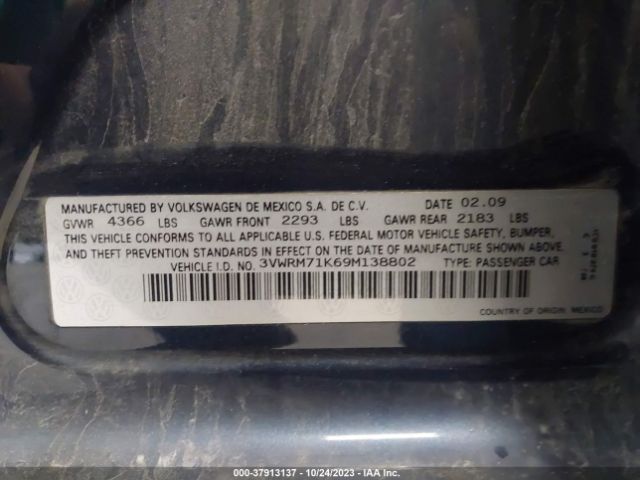 MANUFACTURED BY VOLKSWAGEN DE MEXICO S.A. DE C.V. DATE 02.09
GVWR 4366 LBS GAWR FRONT 2293 LBS GAWR REAR 2183 LBS
THIS VEHICLE CONFORMS TO ALL APPLICABLE U.S. FEDERAL MOTOR VEHICLE SAFETY, BUMPER,
AND THEFT PREVENTION STANDARDS IN EFFECT ON THE DATE OF MANUFACTURE SHOWN ABOVE.
VEHICLE I.D. NO. 3VWRM71K69M138802 TYPE: PASSENGER CAR
COUNTRY OF ORIGIN MEXICO
000-37913137 - 10/24/2023 - IAA Inc.